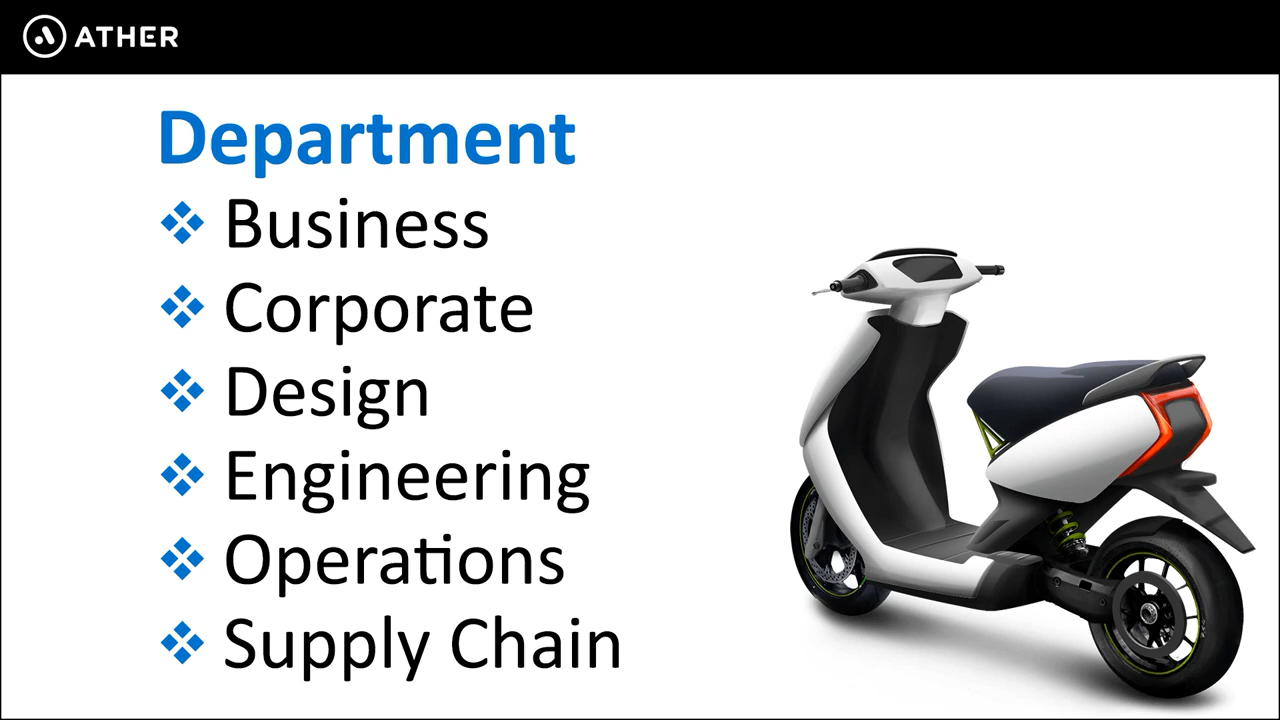 ATHER
Department
Business
Corporate
Design
Engineering
Operations
Supply Chain